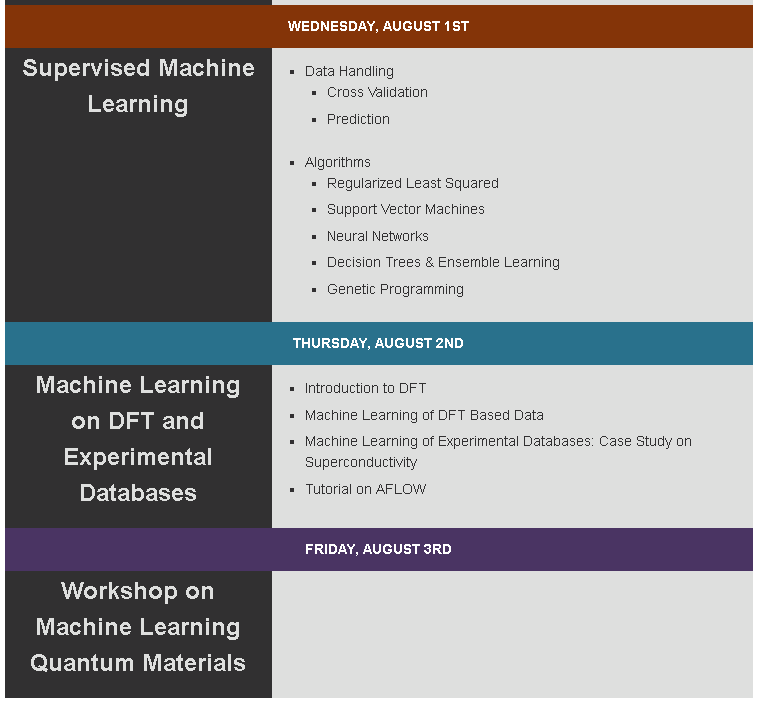 WEDNESDAY, AUGUST 1ST
Supervised Machine
Learning
Data Handling
Cross Validation
Prediction
Algorithms
Regularized Least Squared
Support Vector Machines
Neural Networks
Decision Trees & Ensemble Learning
Genetic Programming
THURSDAY, AUGUST 2ND
Machine Learning
on DFT and
Experimental
Databases
Introduction to DFT
Machine Learning of DFT Based Data
Machine Learning of Experimental Databases: Case Study on
Superconductivity
Tutorial on AFLOW
FRIDAY, AUGUST 3RD
Workshop on
Machine Learning
Quantum Materials